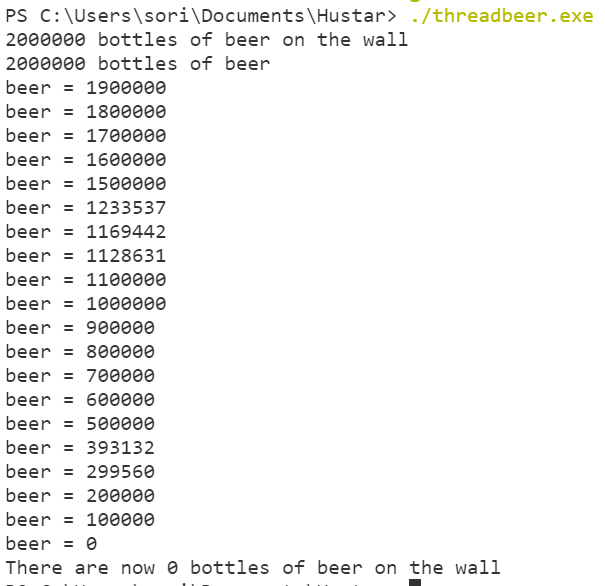 PS C:\Users\sori\Documents\Hustar> ./threadbeer.exe
2000000 bottles of beer on the wall
2000000 bottles of beer
beer = 1900000
beer = 1800000
beer = 1700000
beer = 1600000
beer = 1500000
beer = 1233537
beer = 1169442
beer = 1128631
beer = 1100000
beer = 1000000
beer = 900000
beer = 800000
beer = 700000
beer = 600000
beer = 500000
beer = 393132
beer = 299560
beer = 200000
beer = 100000
beer = 0
There are now 0 bottles of beer on the wall